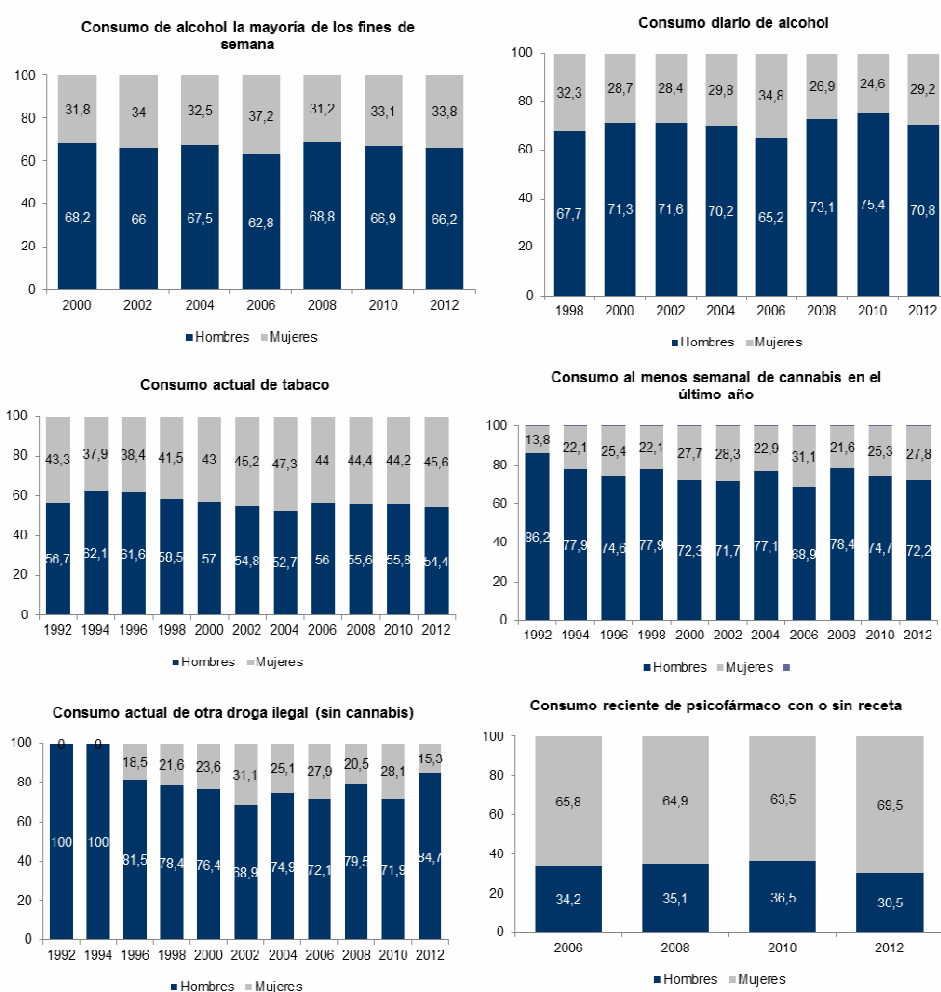 Consumo de alcohol la mayoría de los fines de
semana
100
80
60
40
20
0
31,8 34 32,5 37,2 31,2 33,1 33,8
68,2 66 67,5 62,8 68,8 66,9 66,2
2000 2002 2004 2006 2008 2010 2012
Hombres Mujeres
Consumo diario de alcohol
100
80
60
40
20
0
32,3 28,7 28,4 29,8 34,8 26,9 24,6 29,2
67,7 71,3 71,6 70,2 65,2 73,1 75,4 70,8
1998 2000 2002 2004 2006 2008 2010 2012
Hombres Mujeres
Consumo actual de tabaco
100
80
60
40
20
0
43,3 37,9 38,4 41,5 43 45,2 47,3 44 44,4 44,2 45,6
56,7 62,1 61,6 58,5 57 54,8 52,7 56 55,6 55,8 54,4
1992 1994 1996 1998 2000 2002 2004 2006 2008 2010 2012
Hombres Mujeres
Consumo al menos semanal de cannabis en el
último año
100
80
60
40
20
0
13,8 22,1 25,4 22,1 27,7 28,3 22,9 31,1 21,6 25,3 27,8
86,2 77,9 74,6 77,9 72,3 71,7 77,1 68,9 78,4 74,7 72,2
1992 1994 1996 1998 2000 2002 2004 2006 2008 2010 2012
Hombres Mujeres
Consumo actual de otra droga ilegal (sin cannabis)
100
80
60
40
20
0
0 0 18,5 21,6 23,6 31,1 25,1 27,9 20,5 28,1 15,3
100 100 81,5 78,4 76,4 68,9 74,9 72,1 79,5 71,9 84,7
1992 1994 1996 1998 2000 2002 2004 2006 2008 2010 2012
Hombres Mujeres
Consumo reciente de psicofármaco con o sin receta
100
80
60
40
20
0
65,8 64,9 63,5 69,5
34,2 35,1 36,5 30,5
2006 2008 2010 2012
Hombres Mujeres